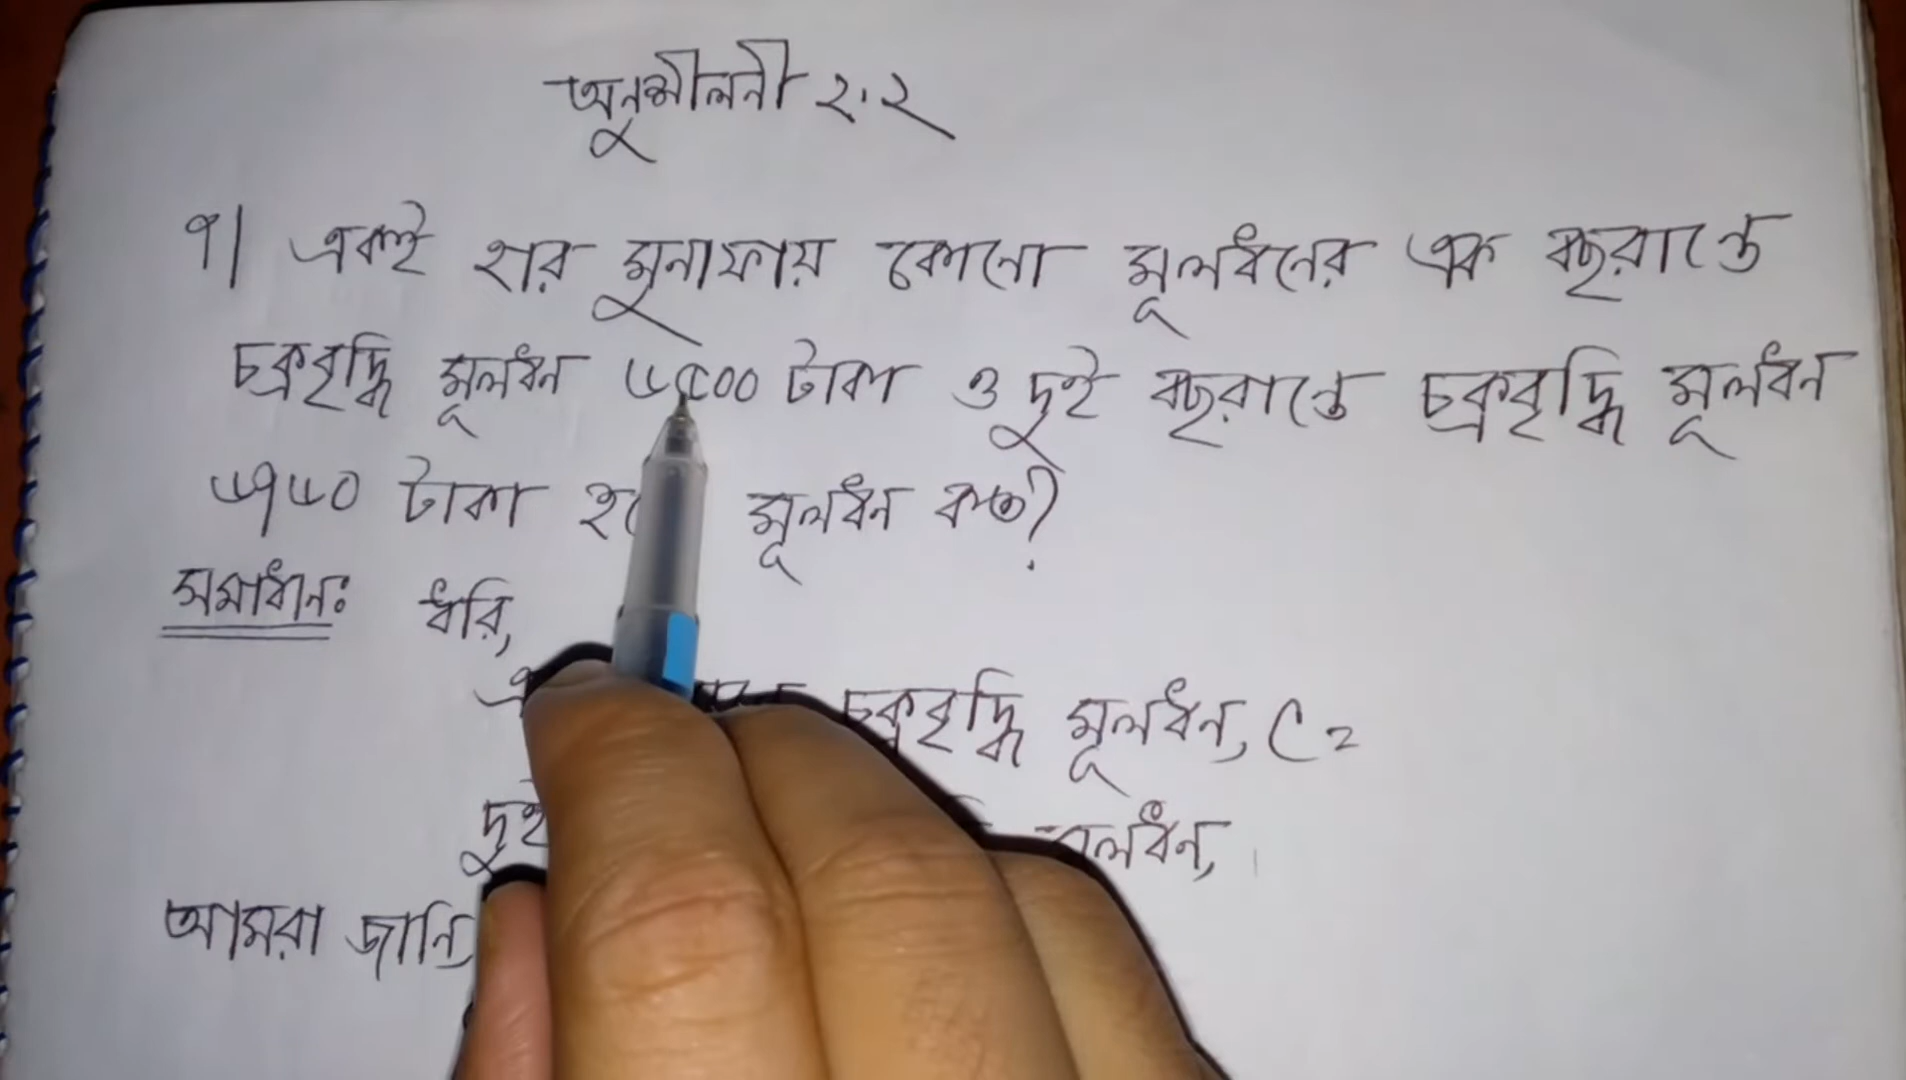 অনুশীলনী ২.২
৭| একই হার মুনাফায় কোনো মূলধনের এক বছরান্তে
চক্রবৃদ্ধি মূলধন ৬৫০০ টাকা ও দুই বছরান্তে চক্রবৃদ্ধি মূলধন
৬৭৬০ টাকা মূলধন কত?
সমাধানঃ ধরি,
চক্রবৃদ্ধি মূলধন, C =
মূলধন,
আমরা জানি,